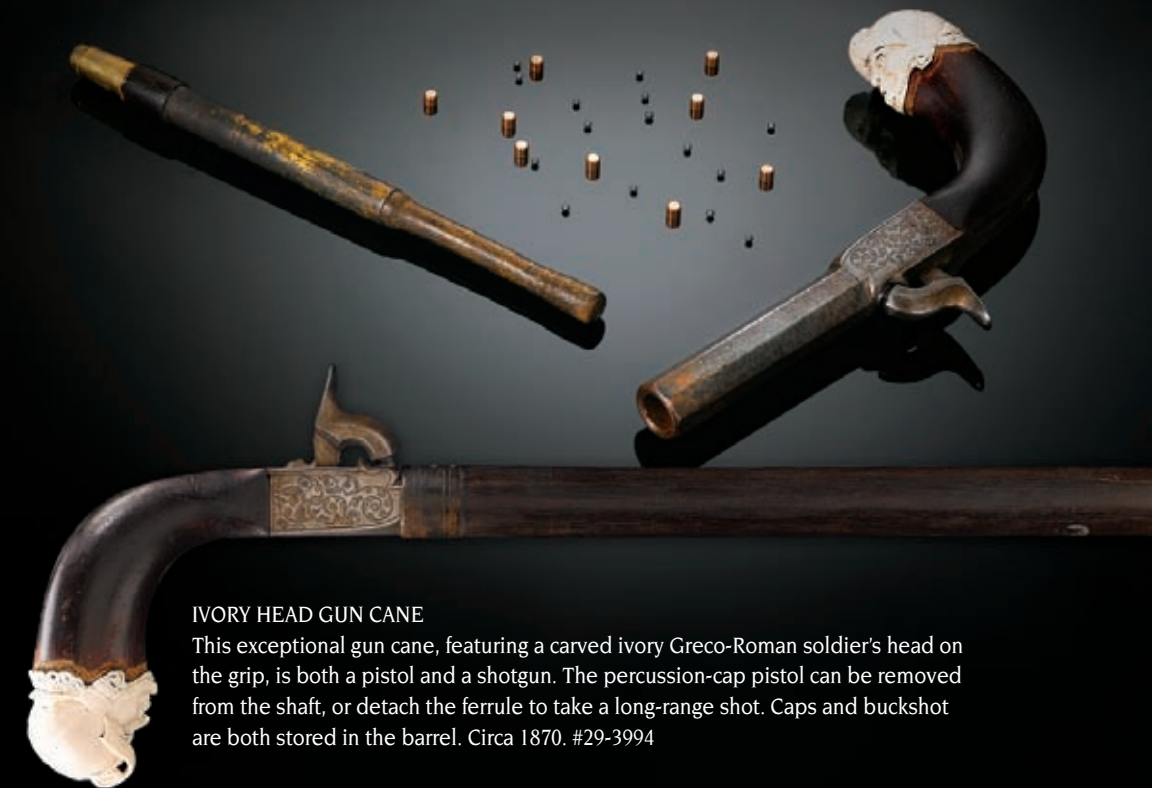 IVORY HEAD GUN CANE
This exceptional gun cane, featuring a carved ivory Greco-Roman soldier's head on
the grip, is both a pistol and a shotgun. The percussion-cap pistol can be removed
from the shaft, or detach the ferrule to take a long-range shot. Caps and buckshot
are both stored in the barrel. Circa 1870. #29-3994